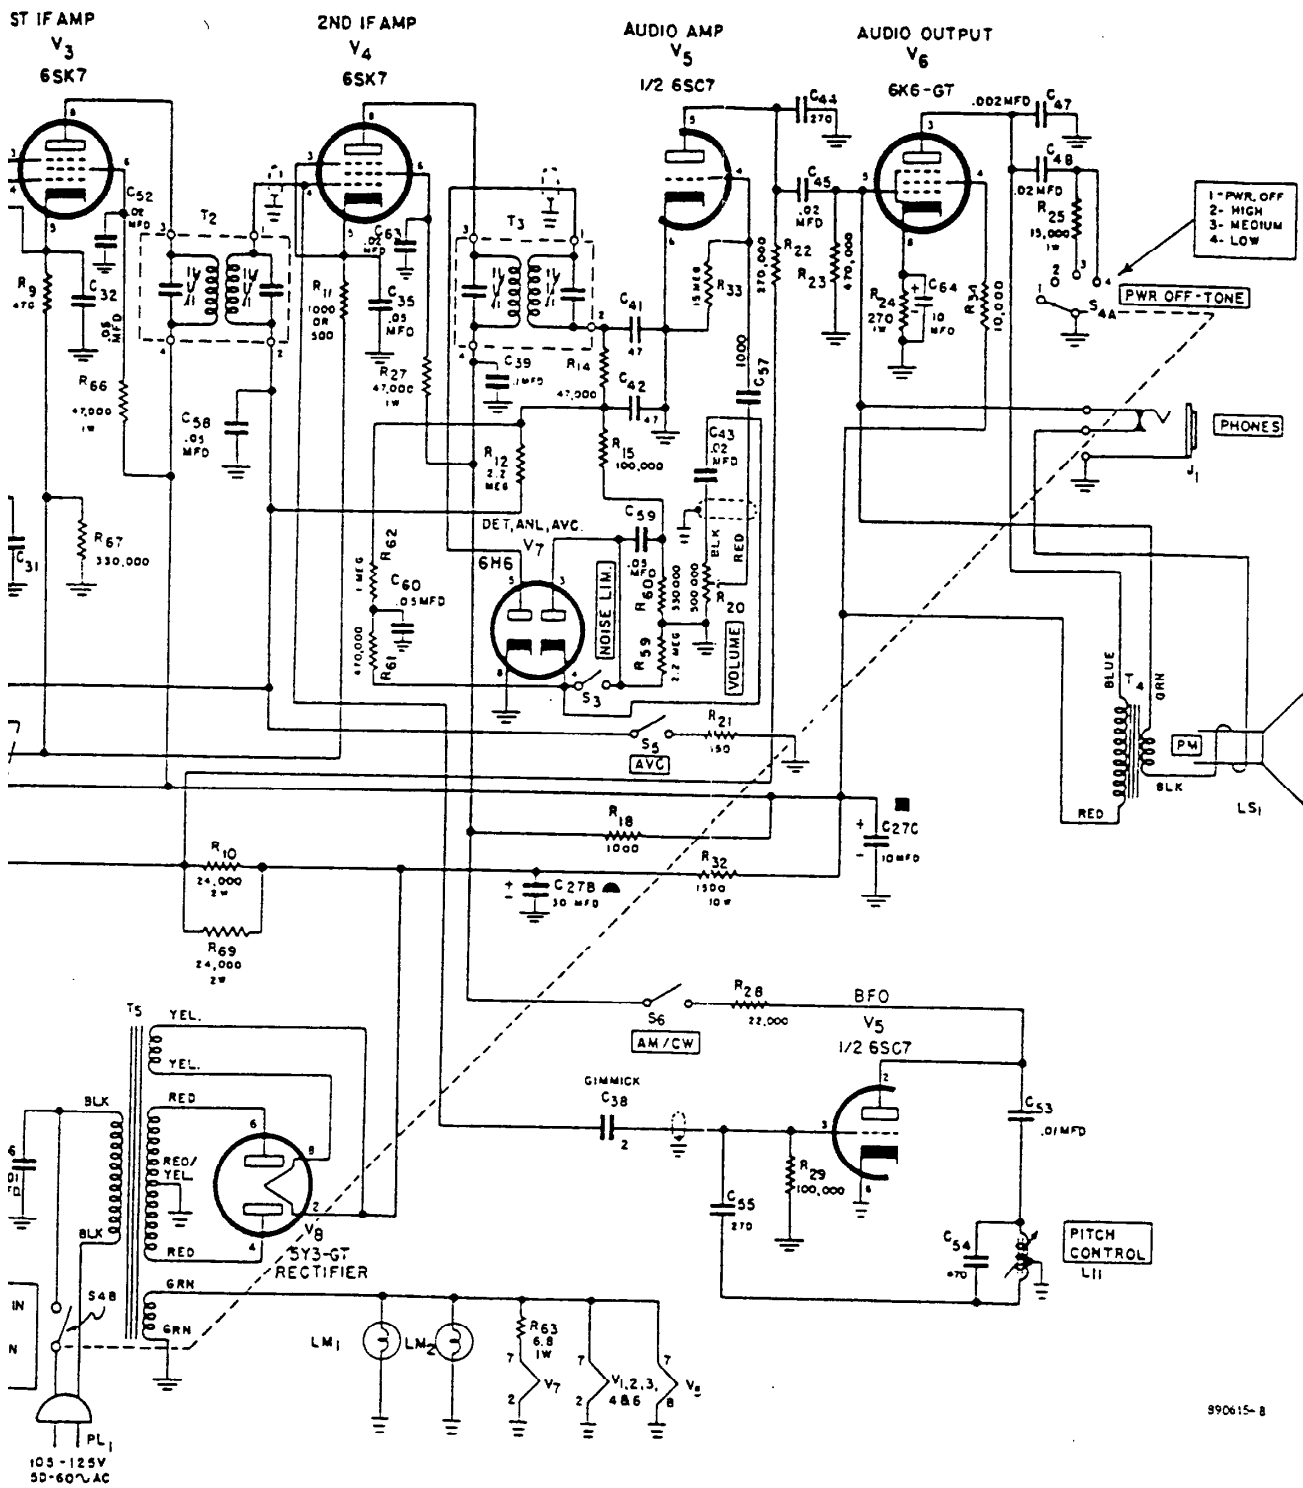 ST IF AMP
V3
6SK7
2ND IF AMP
V4
6SK7
AUDIO AMP
V5
1/2 6SC7
AUDIO OUTPUT
V6
6K6-GT
C44
270
.002MFD
C47
C48
.02MFD
R25
15,000
1W
1-PWR. OFF
2- HIGH
3- MEDIUM
4- LOW
S4A
PWR OFF-TONE
C52
.02
MFD
T2
C63
.02
MFD
T3
C45
.02
MFD
R22
270,000
R23
470,000
R33
15 MEG
R24
270
1W
C64
10
MFD
R34
10,000
R9
470
C32
.05
MFD
R11
1000
OR
500
C35
.05
MFD
C41
47
R66
47,000
1W
C58
.05
MFD
R27
47,000
1W
C39
.1MFD
R14
47,000
C42
47
C57
1000
PHONES
J1
R12
2.2
MEG
R15
100,000
C43
.02
MFD
BLK
RED
C31
R67
330,000
R62
1 MEG
C60
.05MFD
R61
470,000
DET, ANL, AVC.
V7
6H6
C59
.05
MFD
NOISE LIM.
R60
330,000
R59
2.2 MEG
R20
500,000
VOLUME
S3
S5
AVC
R21
150
BLUE
T4
GRN
PM
BLK
RED
LS1
R18
1000
C27C
10MFD
R10
24,000
2W
R32
1500
10W
C27B
30 MFD
R69
24,000
2W
T5
YEL.
YEL.
S6
AM/CW
R28
22,000
BFO
V5
1/2 6SC7
BLK
RED
GIMMICK
C38
2
C53
.01MFD
RED/
YEL.
R29
100,000
C55
270
BLK
RED
V8
5Y3-GT
RECTIFIER
C54
470
PITCH
CONTROL
L11
GRN
S4B
GRN
IN
N
LM1
LM2
R63
6.8
1W
7
2
V7
7
2
V1,2,3,
4&6
7
8
V5
PL1
105-125V
50-60~AC
890615-B